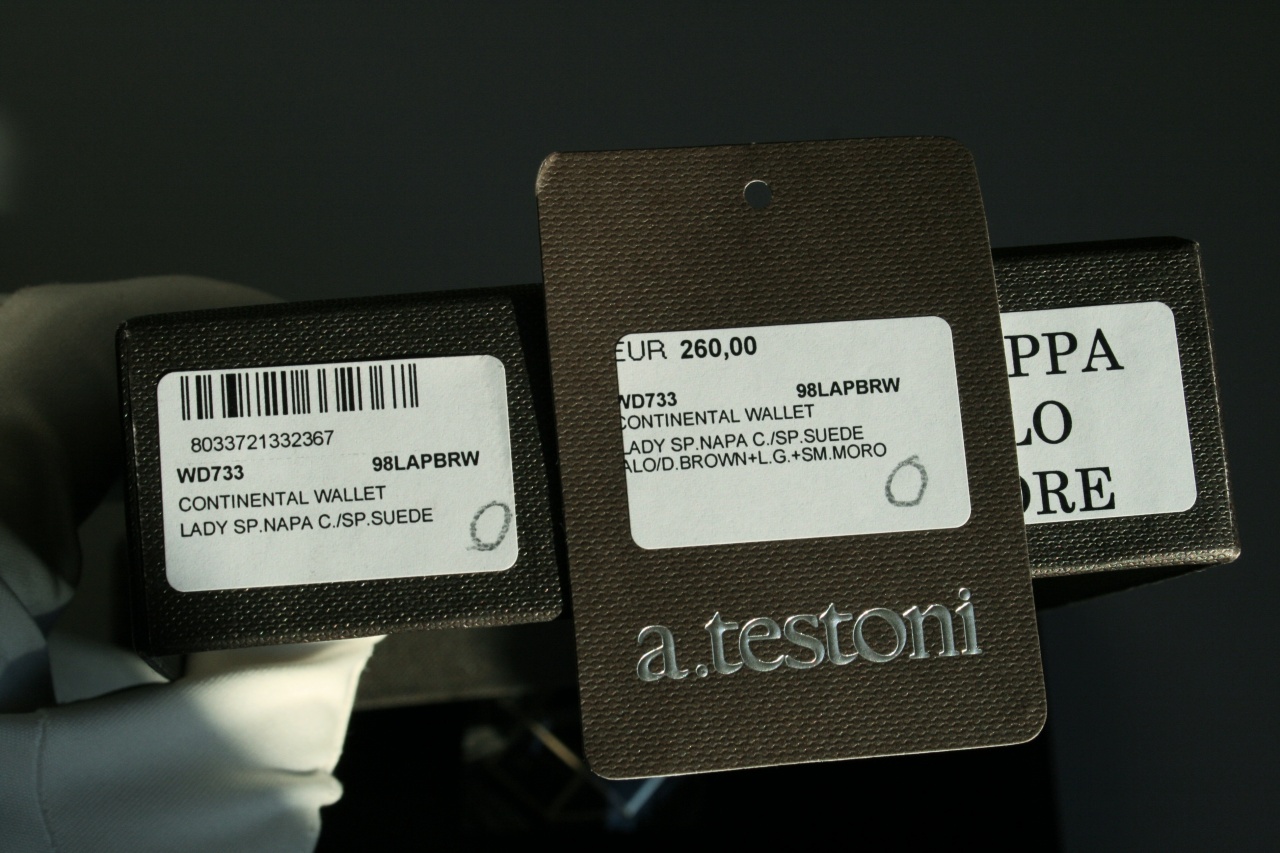 8033721332367
WD733 98LAPBRW
CONTINENTAL WALLET
LADY SP.NAPA C./SP.SUEDE
O
EUR 260,00
WD733 98LAPBRW
CONTINENTAL WALLET
LADY SP.NAPA C./SP.SUEDE
ALO/D.BROWN+L.G.+SM.MORO
O
a.testoni
PPA
LO
ORE